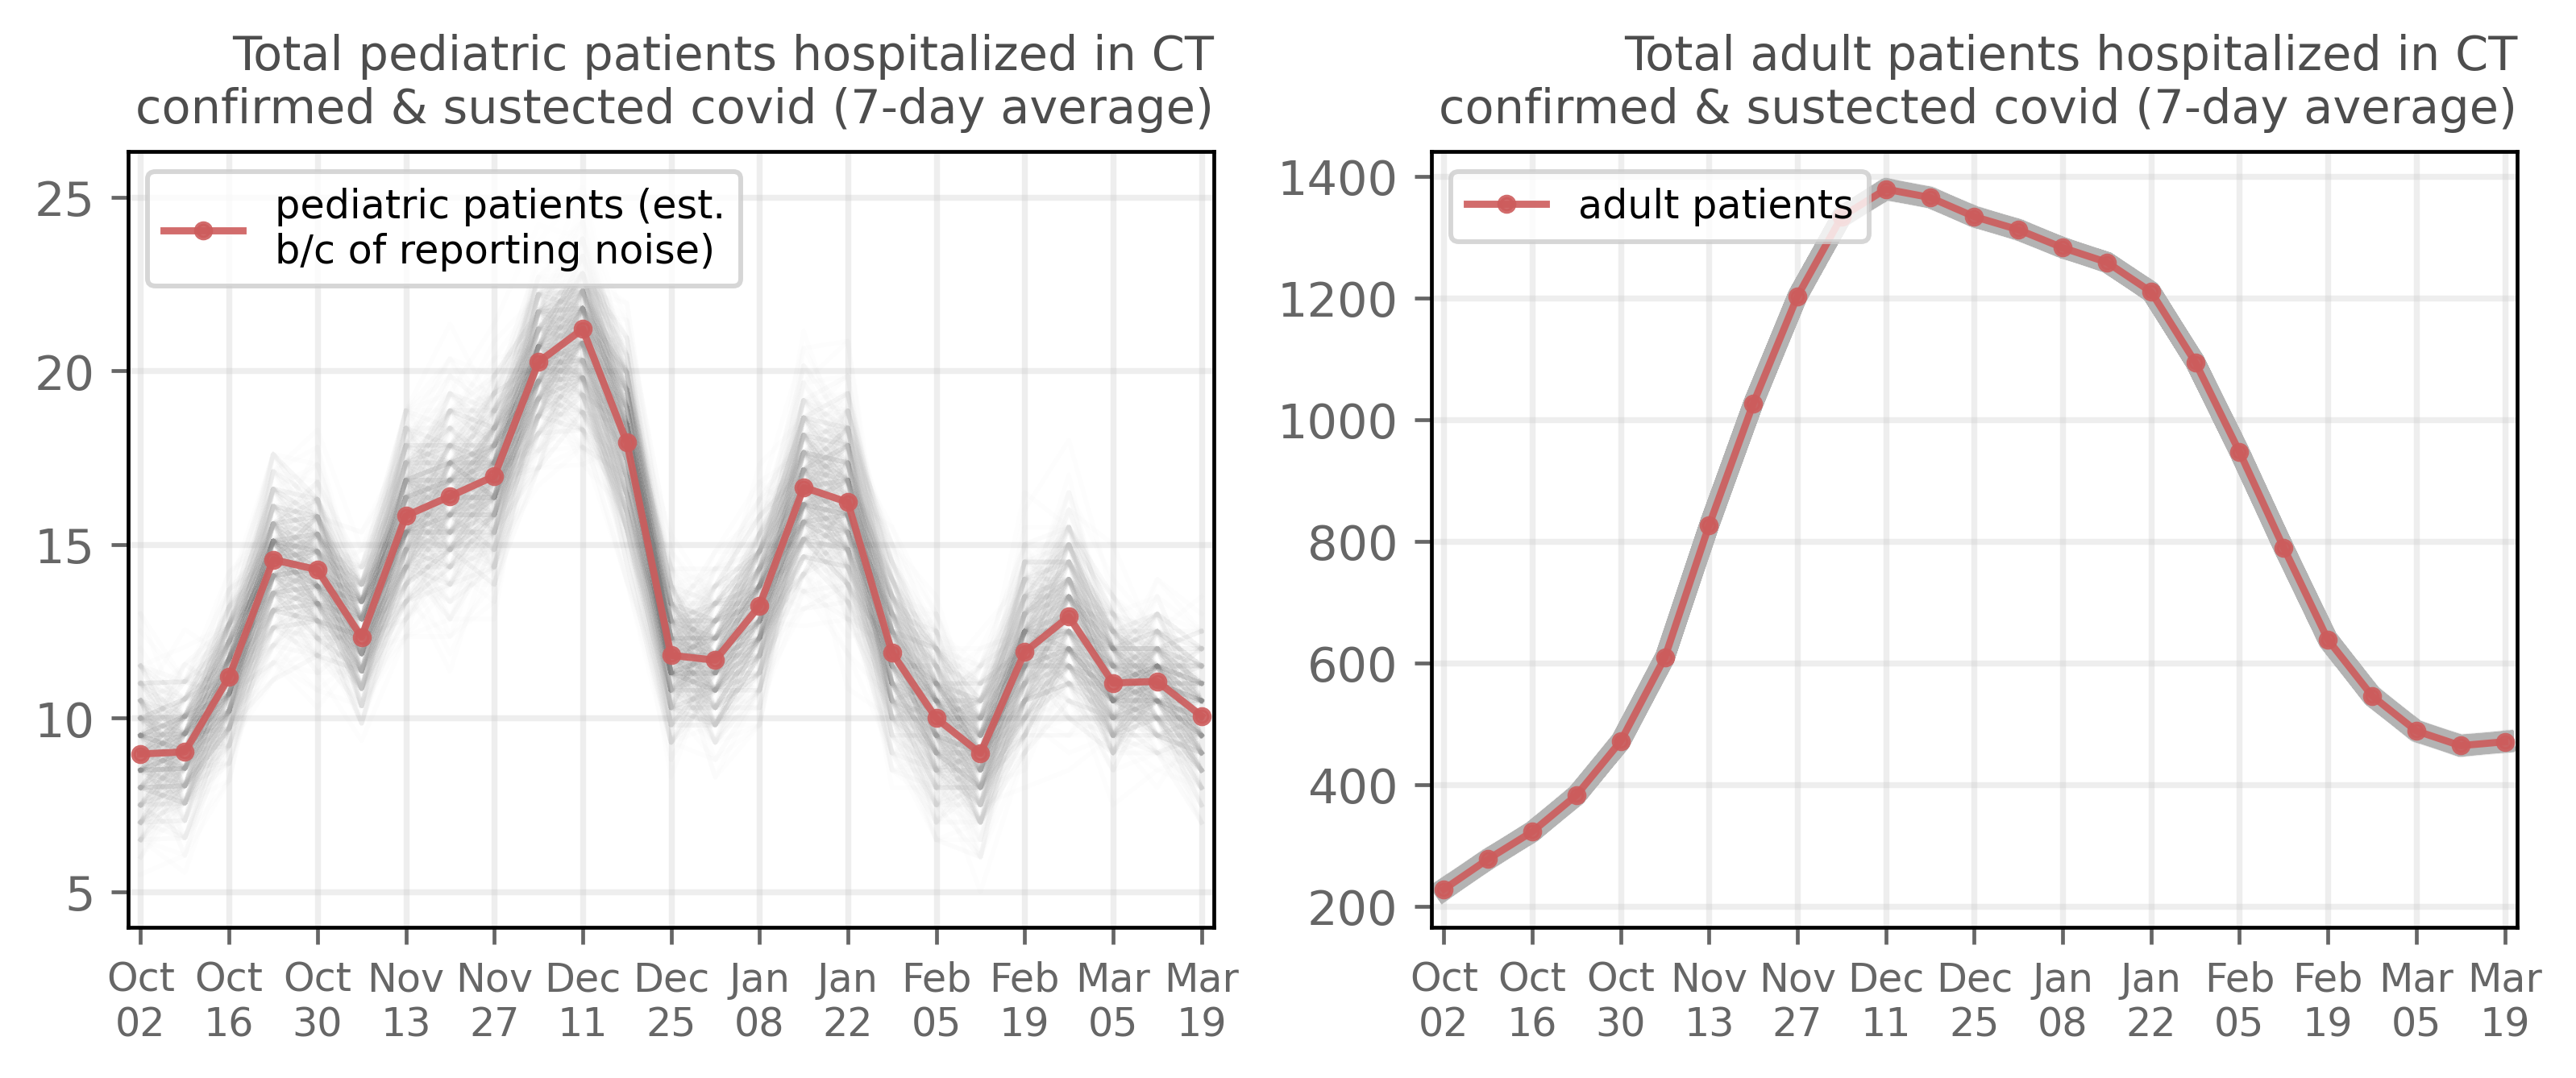 Total pediatric patients hospitalized in CT
confirmed & sustected covid (7-day average)
pediatric patients (est.
b/c of reporting noise)
25
20
15
10
5
Oct Oct Oct Nov Nov Dec Dec Jan Jan Feb Feb Mar Mar
02 16 30 13 27 11 25 08 22 05 19 05 19
Total adult patients hospitalized in CT
confirmed & sustected covid (7-day average)
adult patients
1400
1200
1000
800
600
400
200
Oct Oct Oct Nov Nov Dec Dec Jan Jan Feb Feb Mar Mar
02 16 30 13 27 11 25 08 22 05 19 05 19